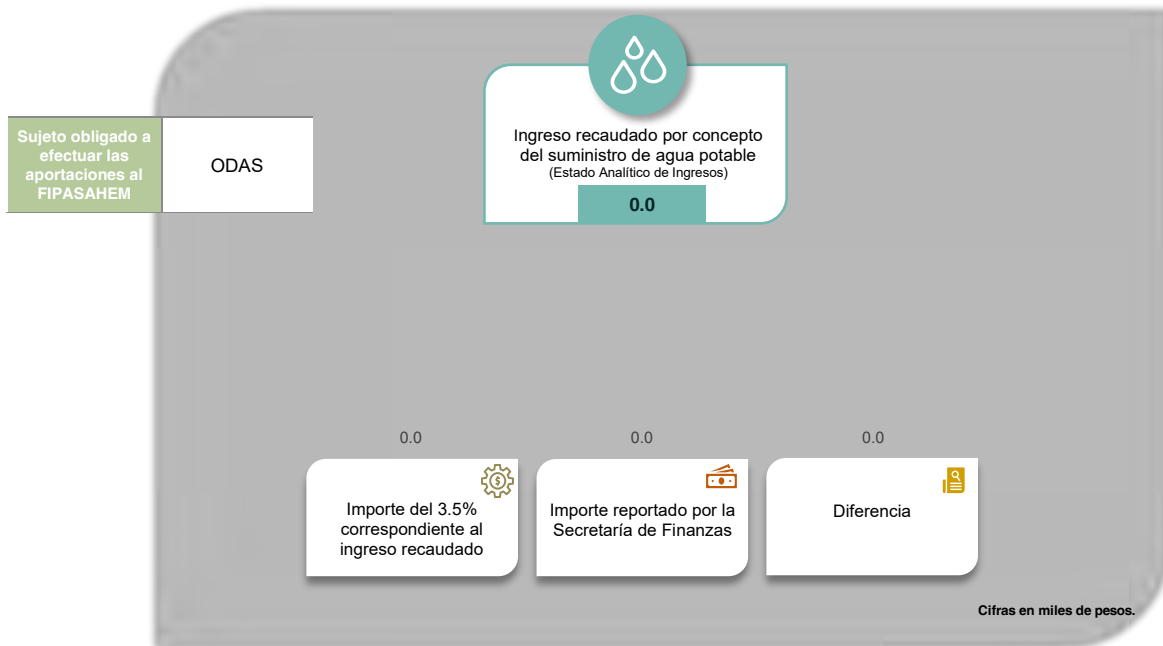 Sujeto obligado a
efectuar las
aportaciones al
FIPASAHEM
ODAS
Ingreso recaudado por concepto
del suministro de agua potable
(Estado Analítico de Ingresos)
0.0
0.0
0.0
0.0
Importe del 3.5%
correspondiente al
ingreso recaudado
Importe reportado por la
Secretaría de Finanzas
Diferencia
Cifras en miles de pesos.